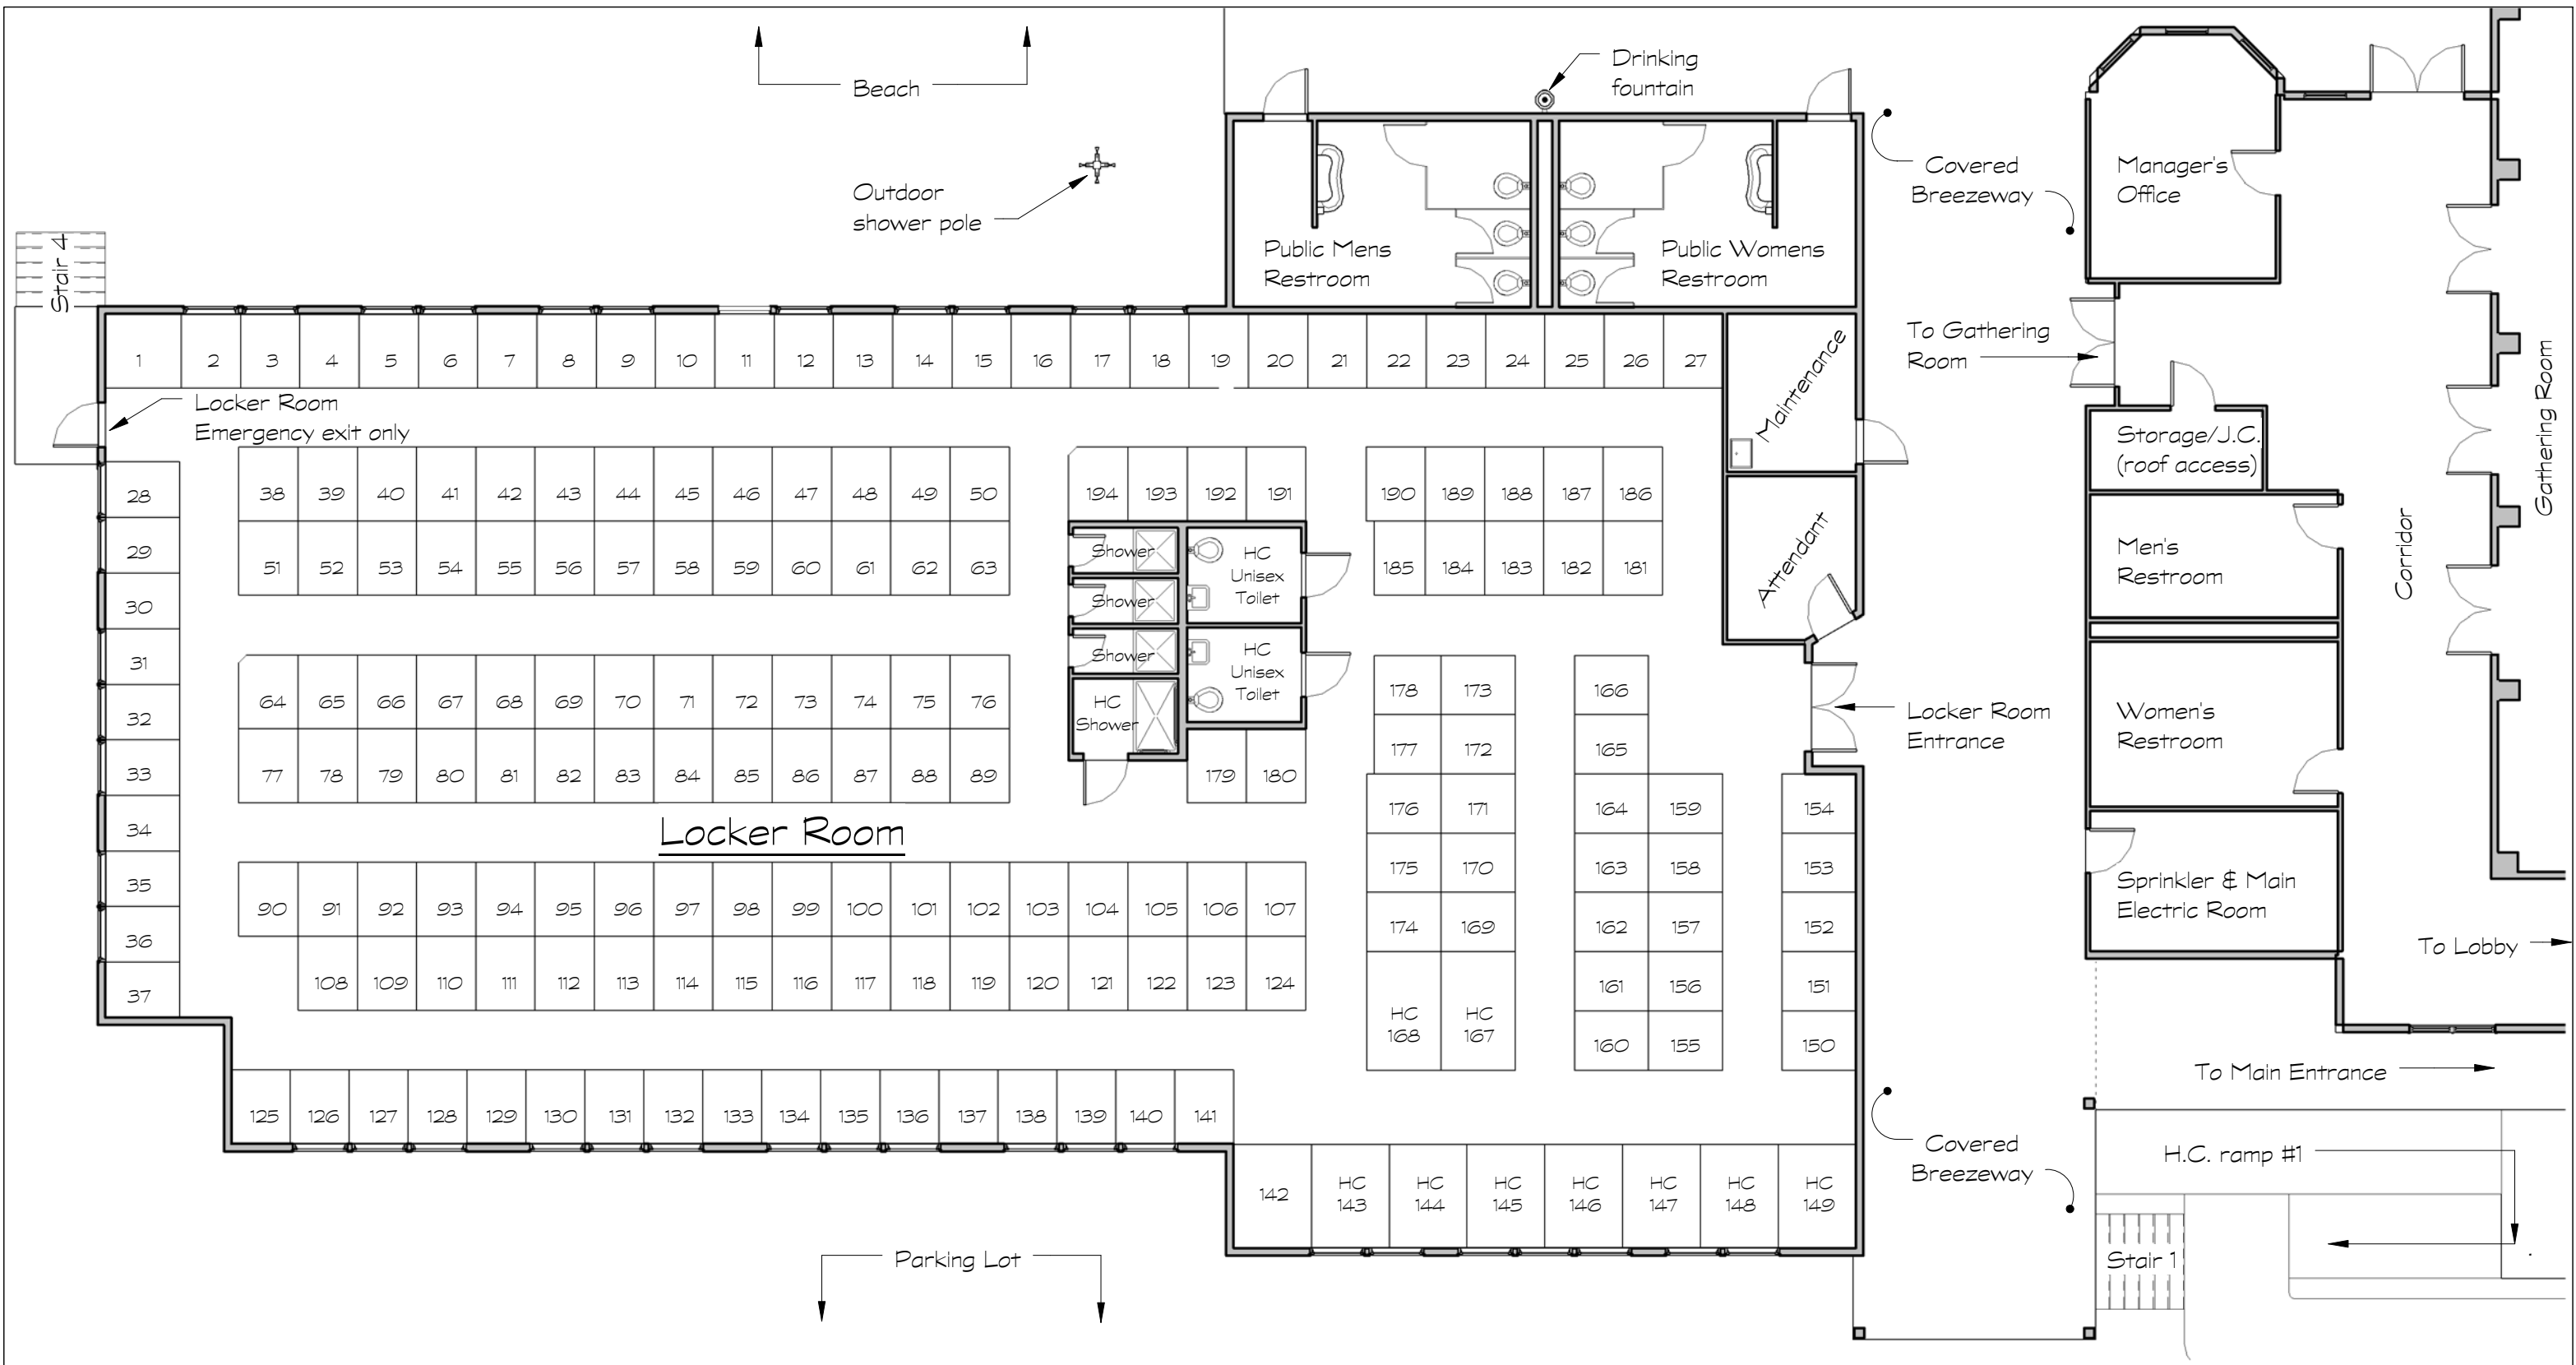 Beach
Drinking
fountain
Outdoor
shower pole
Covered
Breezeway
Manager's
Office
Stair 4
Public Mens
Restroom
Public Womens
Restroom
To Gathering
Room
Gathering Room
1 2 3 4 5 6 7 8 9 10 11 12 13 14 15 16 17 18 19 20 21 22 23 24 25 26 27
Maintenance
Locker Room
Emergency exit only
Storage/J.C.
(roof access)
28
29
30
31
32
33
34
35
36
37
38 39 40 41 42 43 44 45 46 47 48 49 50
51 52 53 54 55 56 57 58 59 60 61 62 63
194 193 192 191
190 189 188 187 186
185 184 183 182 181
Shower
Shower
Shower
HC
Shower
HC
Unisex
Toilet
HC
Unisex
Toilet
Attendant
Men's
Restroom
Corridor
64 65 66 67 68 69 70 71 72 73 74 75 76
77 78 79 80 81 82 83 84 85 86 87 88 89
179 180
178 173
177 172
176 171
175 170
174 169
HC
168
HC
167
166
165
164 159
163 158
162 157
161 156
160 155
154
153
152
151
150
Locker Room
Entrance
Women's
Restroom
Locker Room
Sprinkler & Main
Electric Room
To Lobby
90 91 92 93 94 95 96 97 98 99 100 101 102 103 104 105 106 107
108 109 110 111 112 113 114 115 116 117 118 119 120 121 122 123 124
To Main Entrance
125 126 127 128 129 130 131 132 133 134 135 136 137 138 139 140 141
Covered
Breezeway
H.C. ramp #1
142
HC
143
HC
144
HC
145
HC
146
HC
147
HC
148
HC
149
Parking Lot
Stair 1